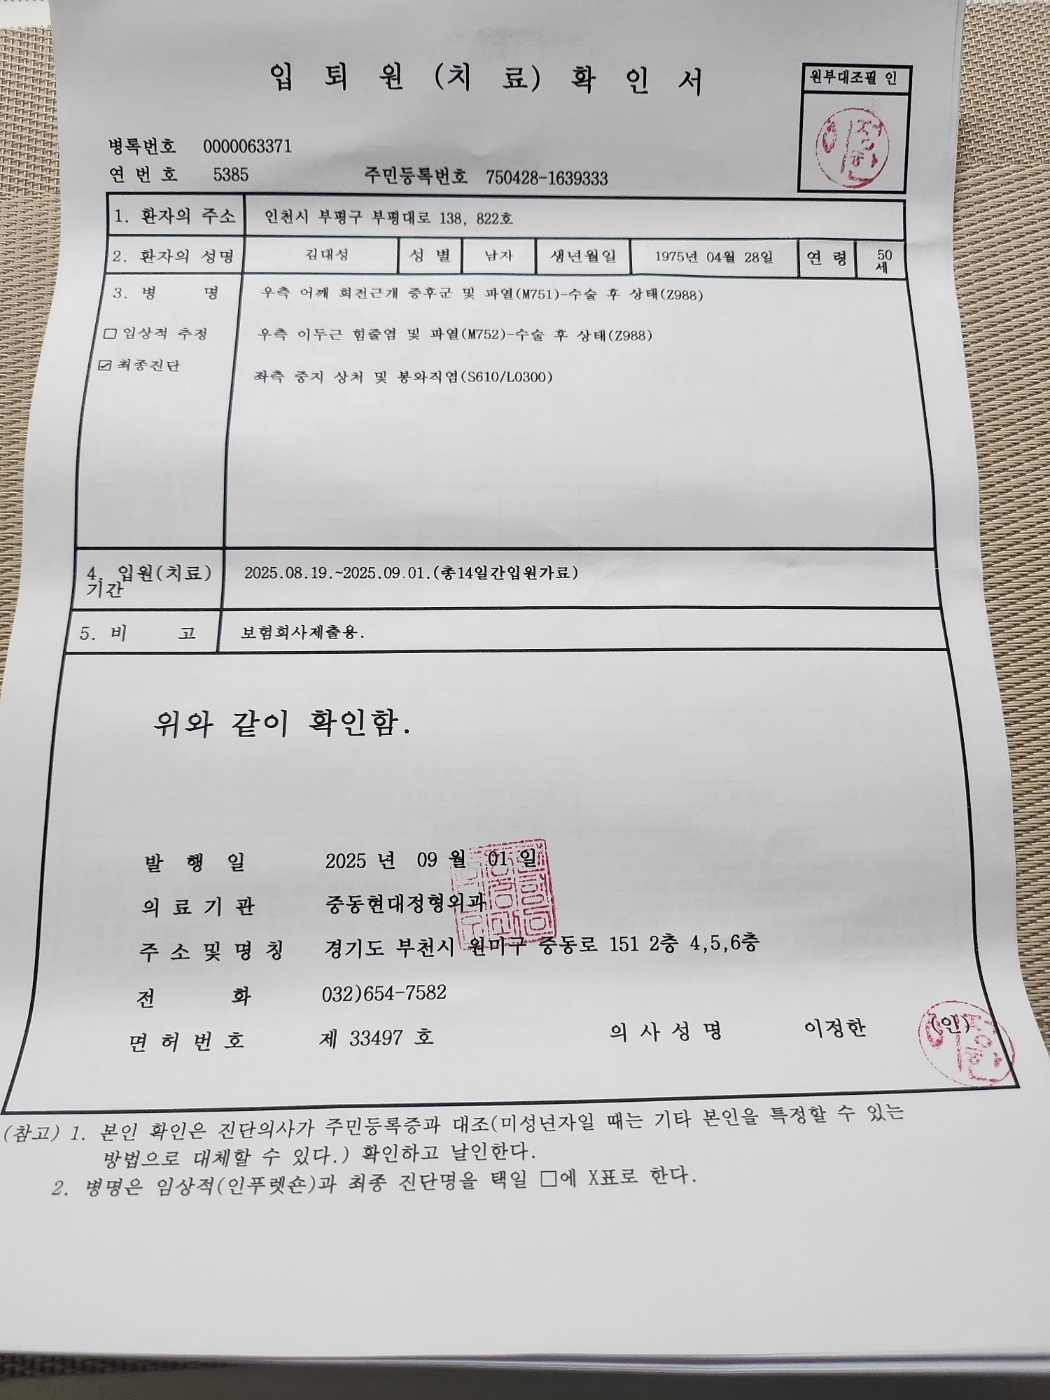 입 퇴 원 (치 료) 확 인 서
원부대조필 인
병록번호 0000063371
연 번 호 5385 주민등록번호 750428-1639333
1. 환자의 주소 인천시 부평구 부평대로 138, 822호
2. 환자의 성명 김대성 성 별 남자 생년월일 1975년 04월 28일 연 령 50세
3. 병 명 우측 어깨 회전근개 증후군 및 파열(M751)-수술 후 상태(Z988)
□ 임상적 추정 우측 이두근 힘줄염 및 파열(M752)-수술 후 상태(Z988)
☑ 최종진단
좌측 중지 상처 및 봉와직염(S610/L0300)
4. 입원(치료) 기간 2025.08.19.~2025.09.01.(총14일간입원가료)
5. 비 고 보험회사제출용.
위와 같이 확인함.
발 행 일 2025 년 09 월 01 일
의 료 기 관 중동현대정형외과
주 소 및 명 칭 경기도 부천시 원미구 중동로 151 2층 4,5,6층
전 화 032)654-7582
면 허 번 호 제 33497 호 의 사 성 명 이정한 (인)
(참고) 1. 본인 확인은 진단의사가 주민등록증과 대조(미성년자일 때는 기타 본인을 특정할 수 있는
방법으로 대체할 수 있다.) 확인하고 날인한다.
2. 병명은 임상적(인푸렛숀)과 최종 진단명을 택일 □에 X표로 한다.